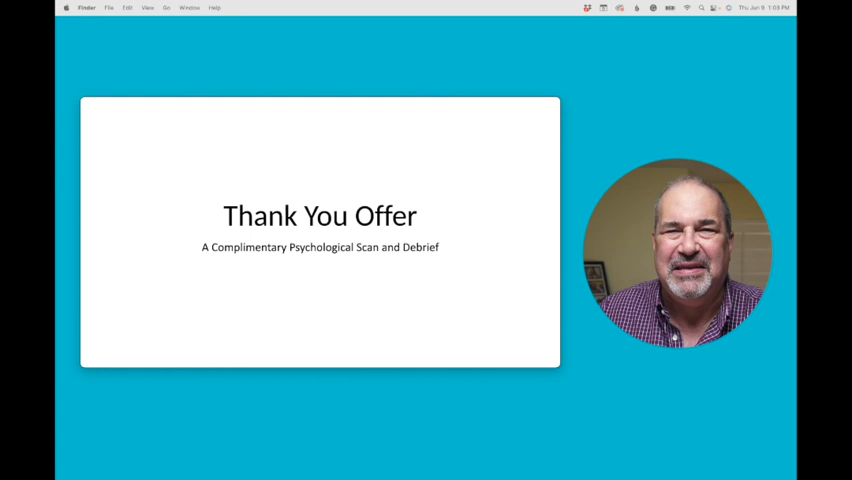 Finder File Edit View Go Window Help Thu Jun 9 1:03 PM
Thank You Offer
A Complimentary Psychological Scan and Debrief